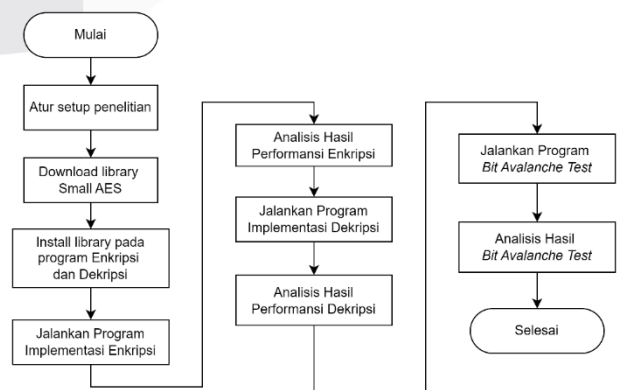 Mulai
Atur setup penelitian
Download library
Small AES
Install library pada
program Enkripsi
dan Dekripsi
Jalankan Program
Implementasi Enkripsi
Analisis Hasil
Performansi Enkripsi
Jalankan Program
Implementasi Dekripsi
Analisis Hasil
Performansi Dekripsi
Jalankan Program
Bit Avalanche Test
Analisis Hasil
Bit Avalanche Test
Selesai